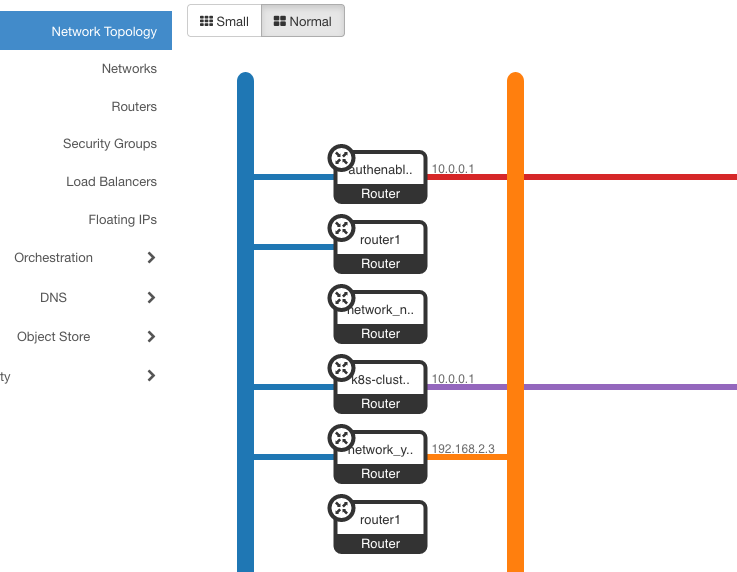 Small
Normal
Network Topology
Networks
Routers
Security Groups
Load Balancers
Floating IPs
Orchestration
DNS
Object Store
ty
authenabl..
10.0.0.1
Router
router1
Router
network_n..
Router
k8s-clust..
10.0.0.1
Router
network_y..
192.168.2.3
Router
router1
Router